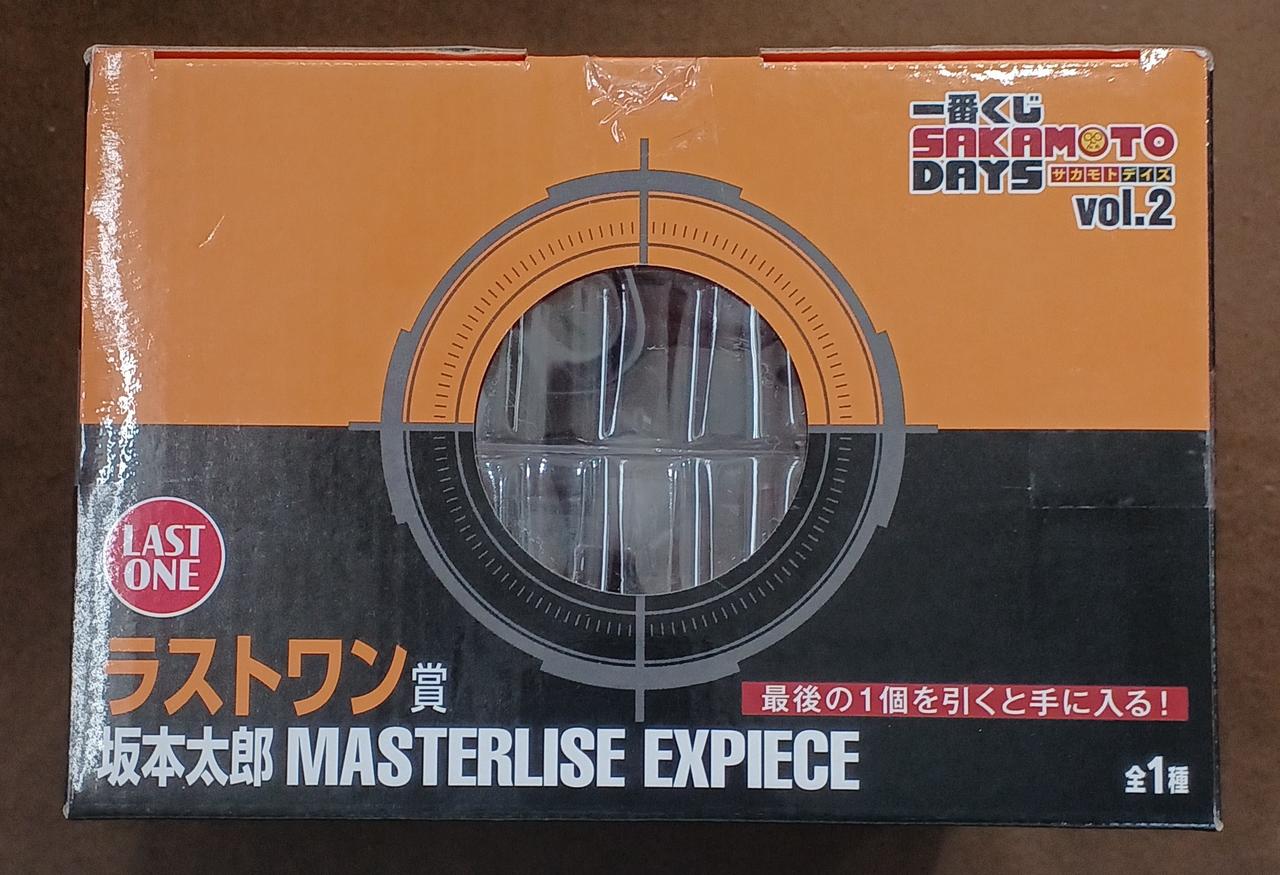 一番くじ
SAKAMOTO
DAYS サカモトデイズ
vol.2
LAST
ONE
ラストワン賞
最後の1個を引くと手に入る!
坂本太郎 MASTERLISE EXPIECE
全1種